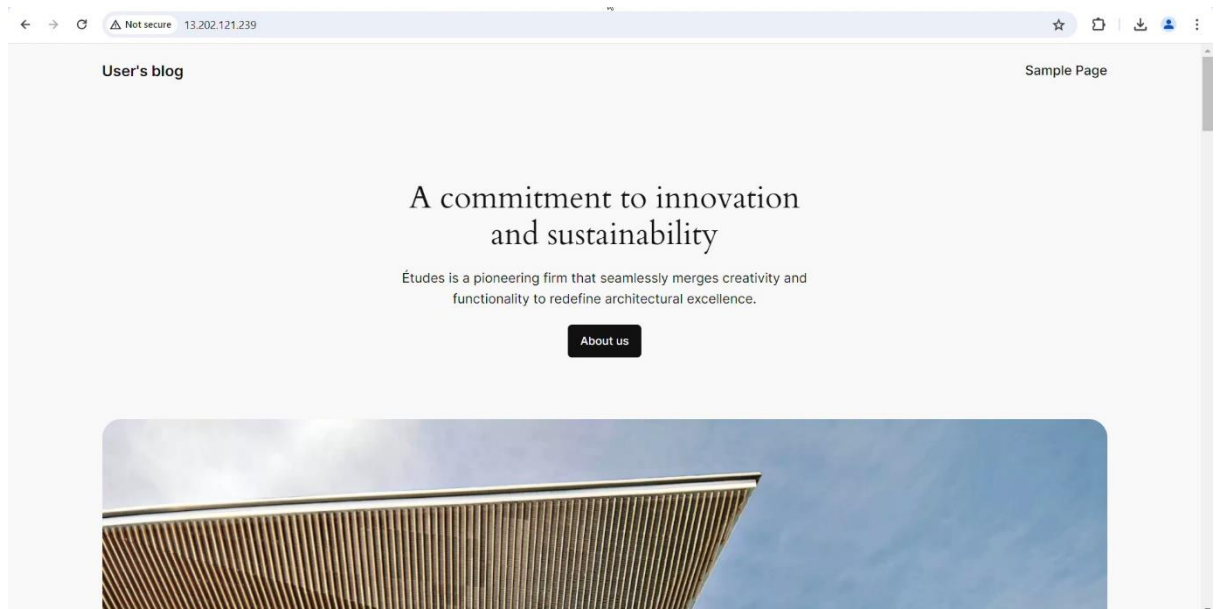 Not secure 13.202.121.239
User's blog
Sample Page
A commitment to innovation
and sustainability
Études is a pioneering firm that seamlessly merges creativity and
functionality to redefine architectural excellence.
About us